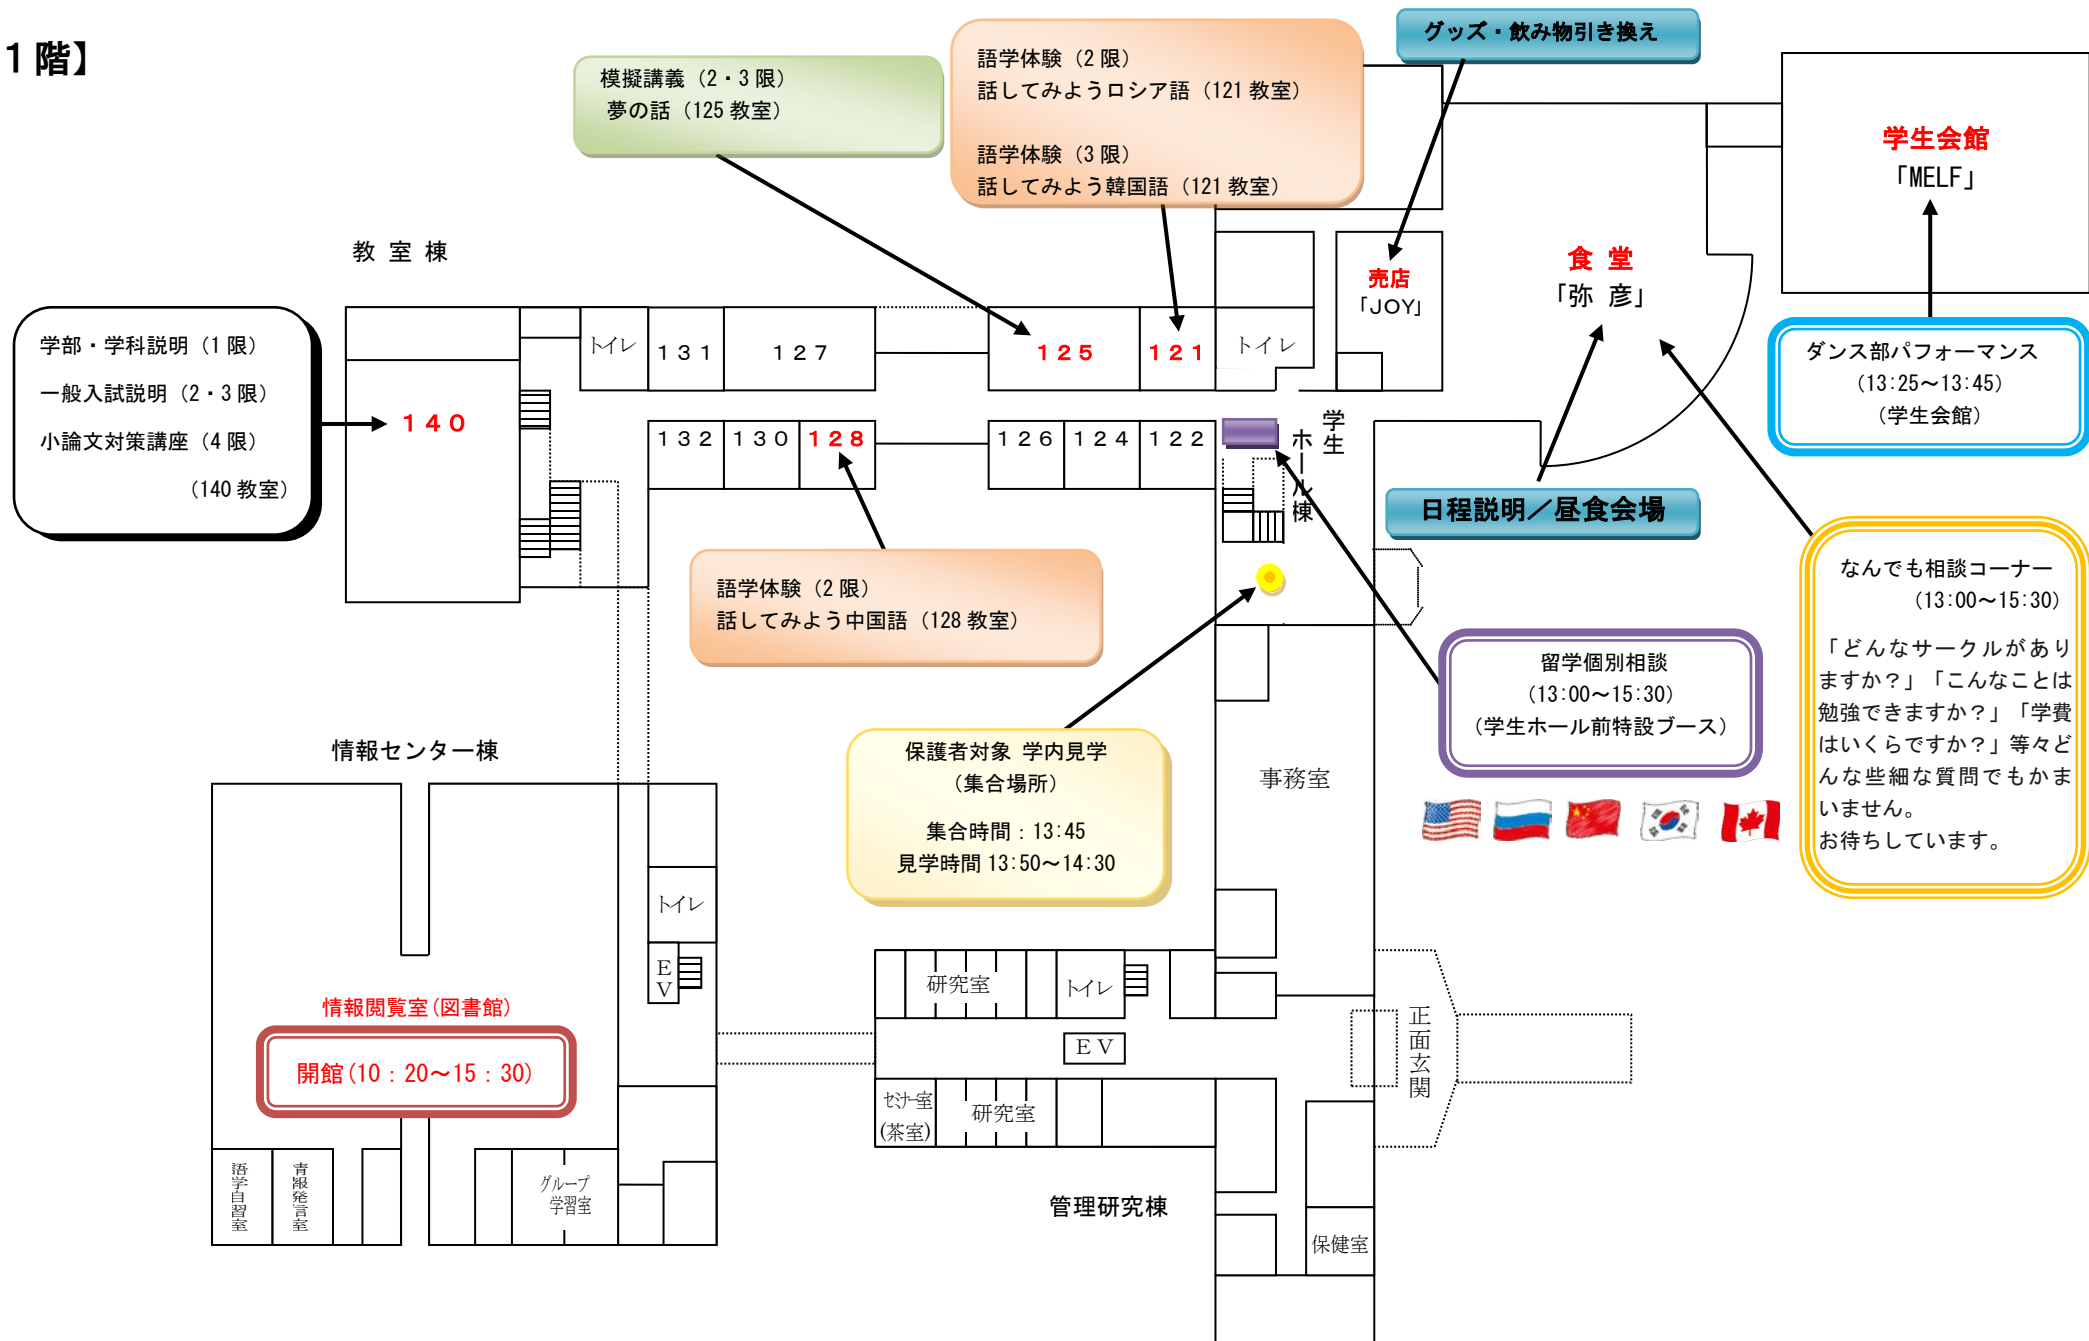 1階】
グッズ・飲み物引き換え
模擬講義（2・3限）
夢の話（125教室）
語学体験（2限）
話してみようロシア語（121教室）
語学体験（3限）
話してみよう韓国語（121教室）
学生会館
「MELF」
教 室 棟
売店
「JOY」
食 堂
「弥 彦」
学部・学科説明（1限）
一般入試説明（2・3限）
小論文対策講座（4限）
（140教室）
140
トイレ
131
127
125
121
トイレ
ダンス部パフォーマンス
（13:25～13:45）
（学生会館）
132
130
128
126
124
122
学生
ホール棟
日程説明／昼食会場
語学体験（2限）
話してみよう中国語（128教室）
なんでも相談コーナー
（13:00～15:30）
「どんなサークルがあり
ますか？」「こんなことは
勉強できますか？」「学費
はいくらですか？」等々ど
んな些細な質問でもかま
いません。
お待ちしています。
留学個別相談
（13:00～15:30）
（学生ホール前特設ブース）
保護者対象 学内見学
（集合場所）
集合時間：13:45
見学時間 13:50～14:30
情報センター棟
事務室
トイレ
EV
情報閲覧室(図書館)
開館(10：20～15：30)
研究室
トイレ
EV
正面玄関
セミナー室
(茶室)
研究室
語学自習室
グループ
学習室
管理研究棟
保健室